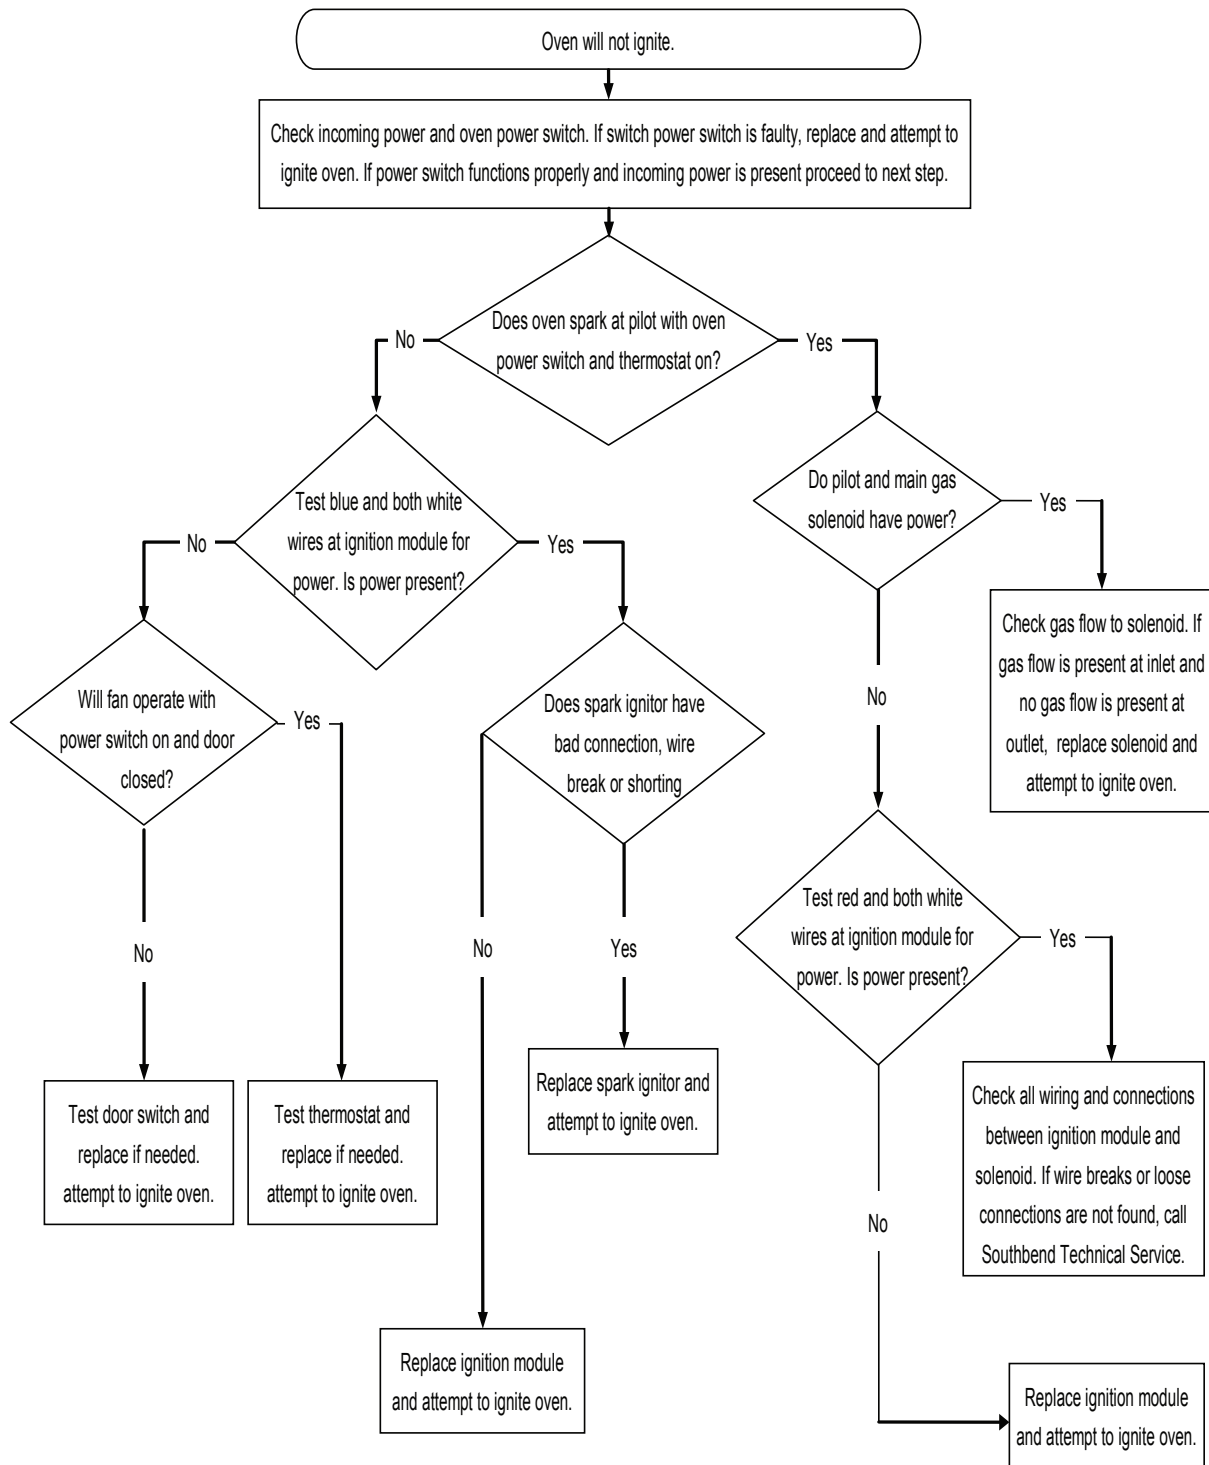 Oven will not ignite.
Check incoming power and oven power switch. If switch power switch is faulty, replace and attempt to
ignite oven. If power switch functions properly and incoming power is present proceed to next step.
Does oven spark at pilot with oven
power switch and thermostat on?
No
Yes
Test blue and both white
wires at ignition module for
power. Is power present?
No
Yes
Do pilot and main gas
solenoid have power?
Yes
No
Check gas flow to solenoid. If
gas flow is present at inlet and
no gas flow is present at
outlet, replace solenoid and
attempt to ignite oven.
Will fan operate with
power switch on and door
closed?
Yes
No
Does spark ignitor have
bad connection, wire
break or shorting
No
Yes
Test red and both white
wires at ignition module for
power. Is power present?
Yes
No
Test door switch and
replace if needed.
attempt to ignite oven.
Test thermostat and
replace if needed.
attempt to ignite oven.
Replace spark ignitor and
attempt to ignite oven.
Check all wiring and connections
between ignition module and
solenoid. If wire breaks or loose
connections are not found, call
Southbend Technical Service.
Replace ignition module
and attempt to ignite oven.
Replace ignition module
and attempt to ignite oven.